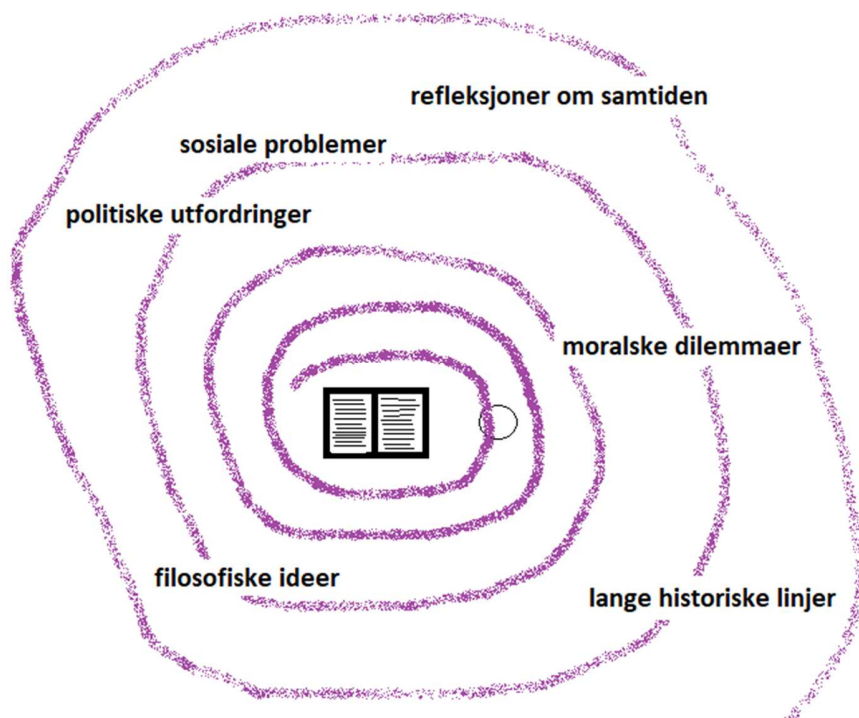 refleksjoner om samtiden
sosiale problemer
politiske utfordringer
moralske dilemmaer
filosofiske ideer
lange historiske linjer